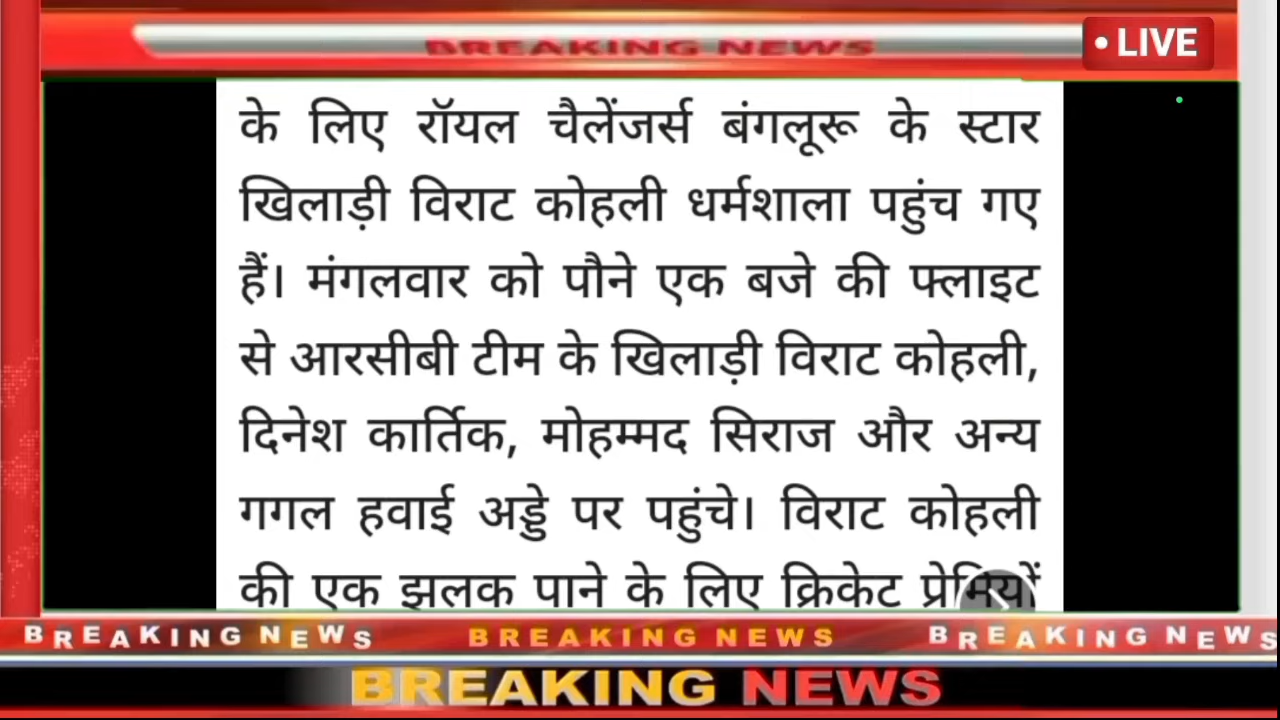 BREAKING NEWS
LIVE
के लिए रॉयल चैलेंजर्स बंगलूरू के स्टार
खिलाड़ी विराट कोहली धर्मशाला पहुंच गए
हैं। मंगलवार को पौने एक बजे की फ्लाइट
से आरसीबी टीम के खिलाड़ी विराट कोहली,
दिनेश कार्तिक, मोहम्मद सिराज और अन्य
गगल हवाई अड्डे पर पहुंचे। विराट कोहली
की एक झलक पाने के लिए क्रिकेट प्रेमियों
BREAKING NEWS BREAKING NEWS BREAKING NEWS
BREAKING NEWS